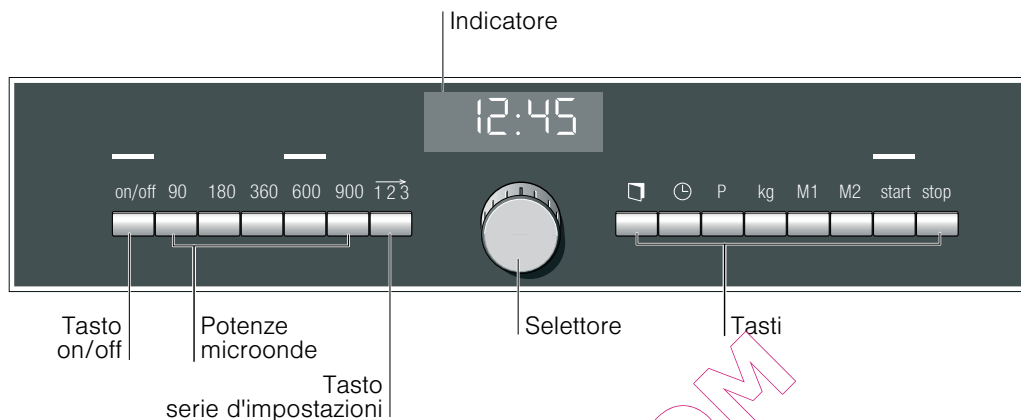 Indicatore
12:45
on/off 90 180 360 600 900 1 2 3
P kg M1 M2 start stop
Tasto
on/off
Potenze
microonde
Selettore
Tasti
Tasto
serie d'impostazioni
OM